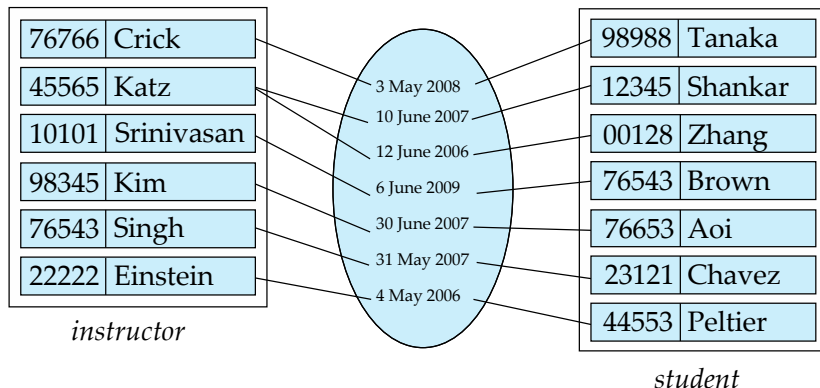 76766 Crick
45565 Katz
10101 Srinivasan
98345 Kim
76543 Singh
22222 Einstein
instructor
3 May 2008
10 June 2007
12 June 2006
6 June 2009
30 June 2007
31 May 2007
4 May 2006
98988 Tanaka
12345 Shankar
00128 Zhang
76543 Brown
76653 Aoi
23121 Chavez
44553 Peltier
student